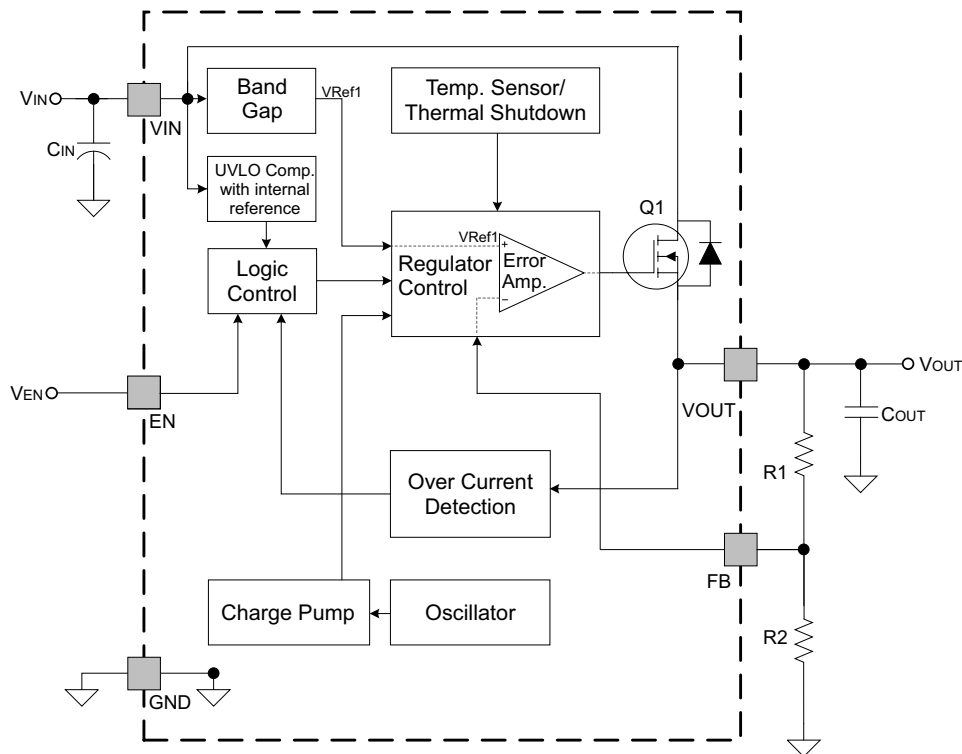 Band
Gap
VRef1
Temp. Sensor/
Thermal Shutdown
VIN
VIN
CIN
UVLO Comp.
with internal
reference
Q1
VRef1
+
Logic
Control
Regulator
Control
Error
Amp.
−
VEN
EN
VOUT
VOUT
COUT
R1
Over Current
Detection
FB
Charge Pump
Oscillator
R2
GND